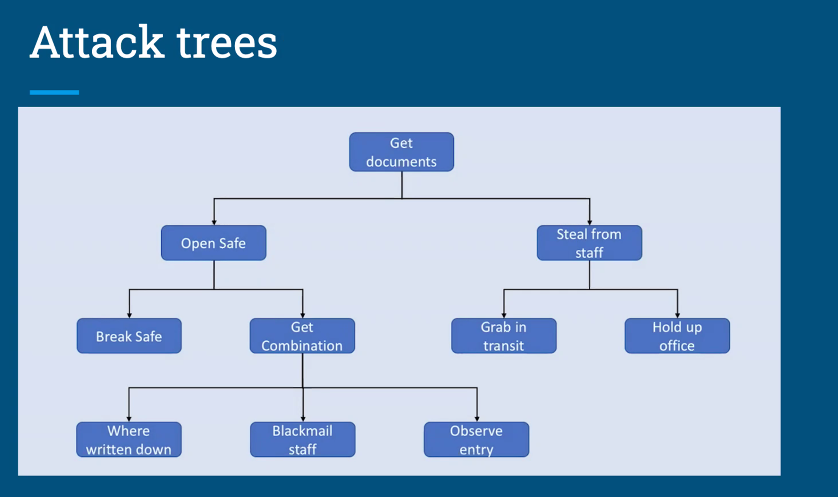 Attack trees
Get
documents
Open Safe
Steal from
staff
Break Safe
Get
Combination
Grab in
transit
Hold up
office
Where
written down
Blackmail
staff
Observe
entry